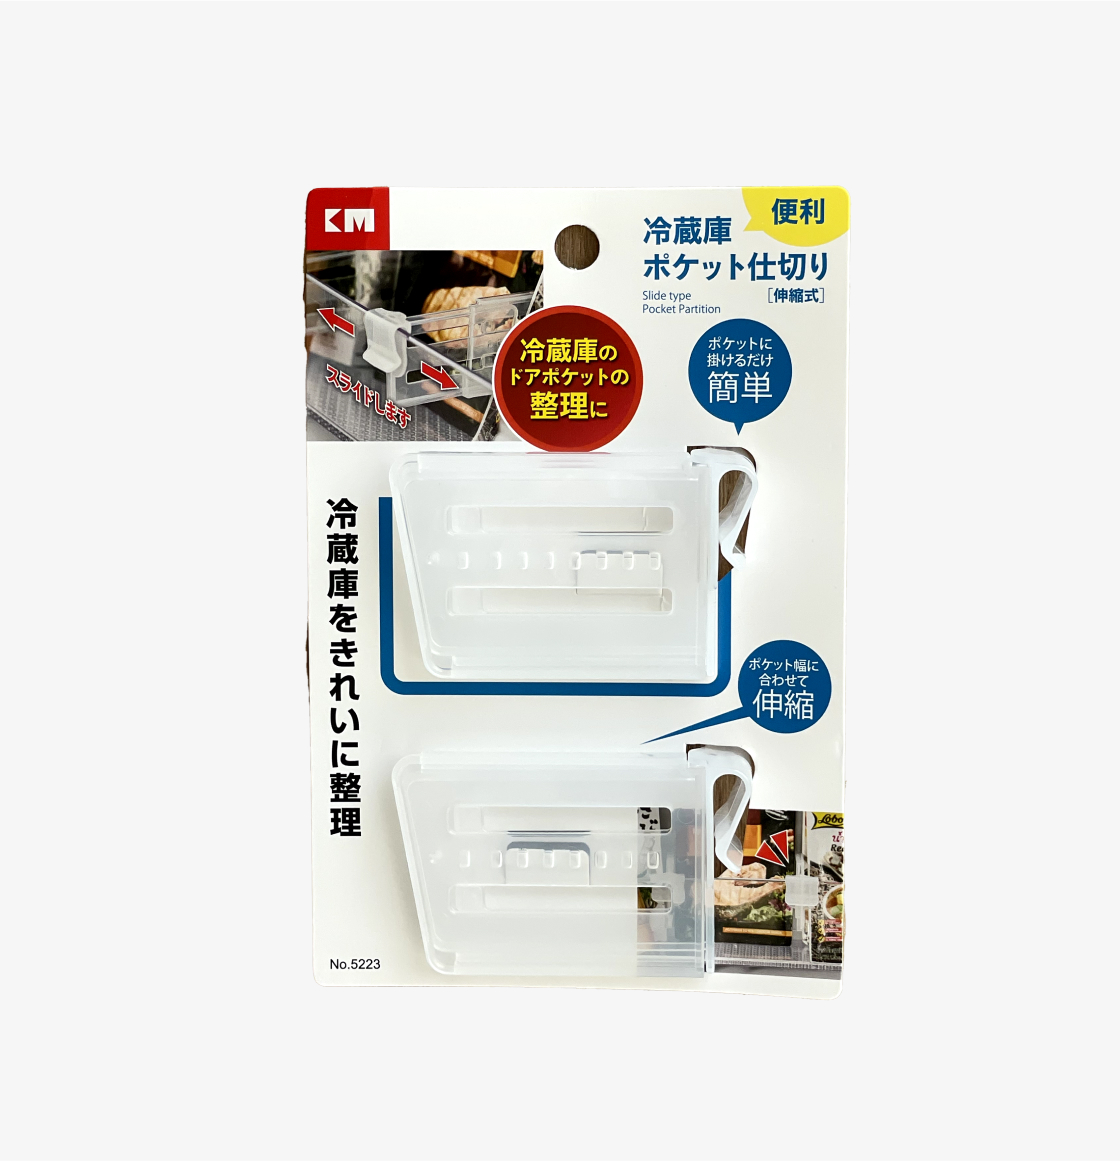 KM
便利
冷蔵庫
ポケット仕切り
[伸縮式]
Slide type
Pocket Partition
スライドします
冷蔵庫の
ドアポケットの
整理に
ポケットに
掛けるだけ
簡単
冷蔵庫をきれいに整理
ポケット幅に
合わせて
伸縮
Lobo
Re
No.5223